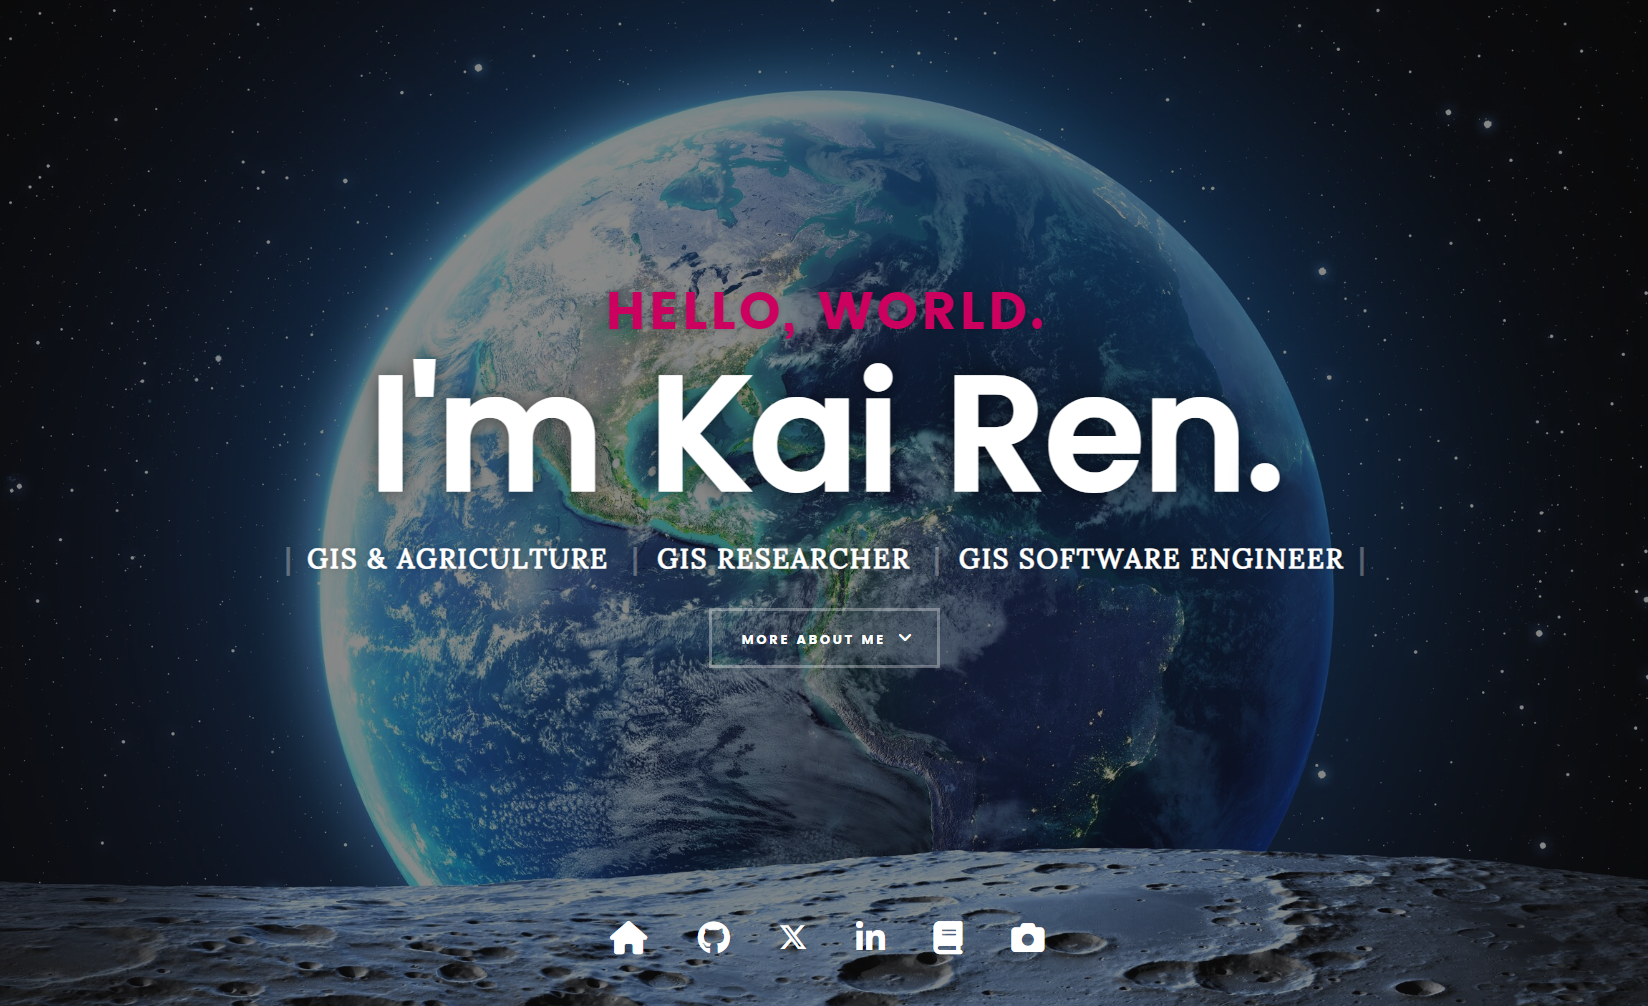 HELLO, WORLD.
I'm Kai Ren.
| GIS & AGRICULTURE | GIS RESEARCHER | GIS SOFTWARE ENGINEER |
MORE ABOUT ME